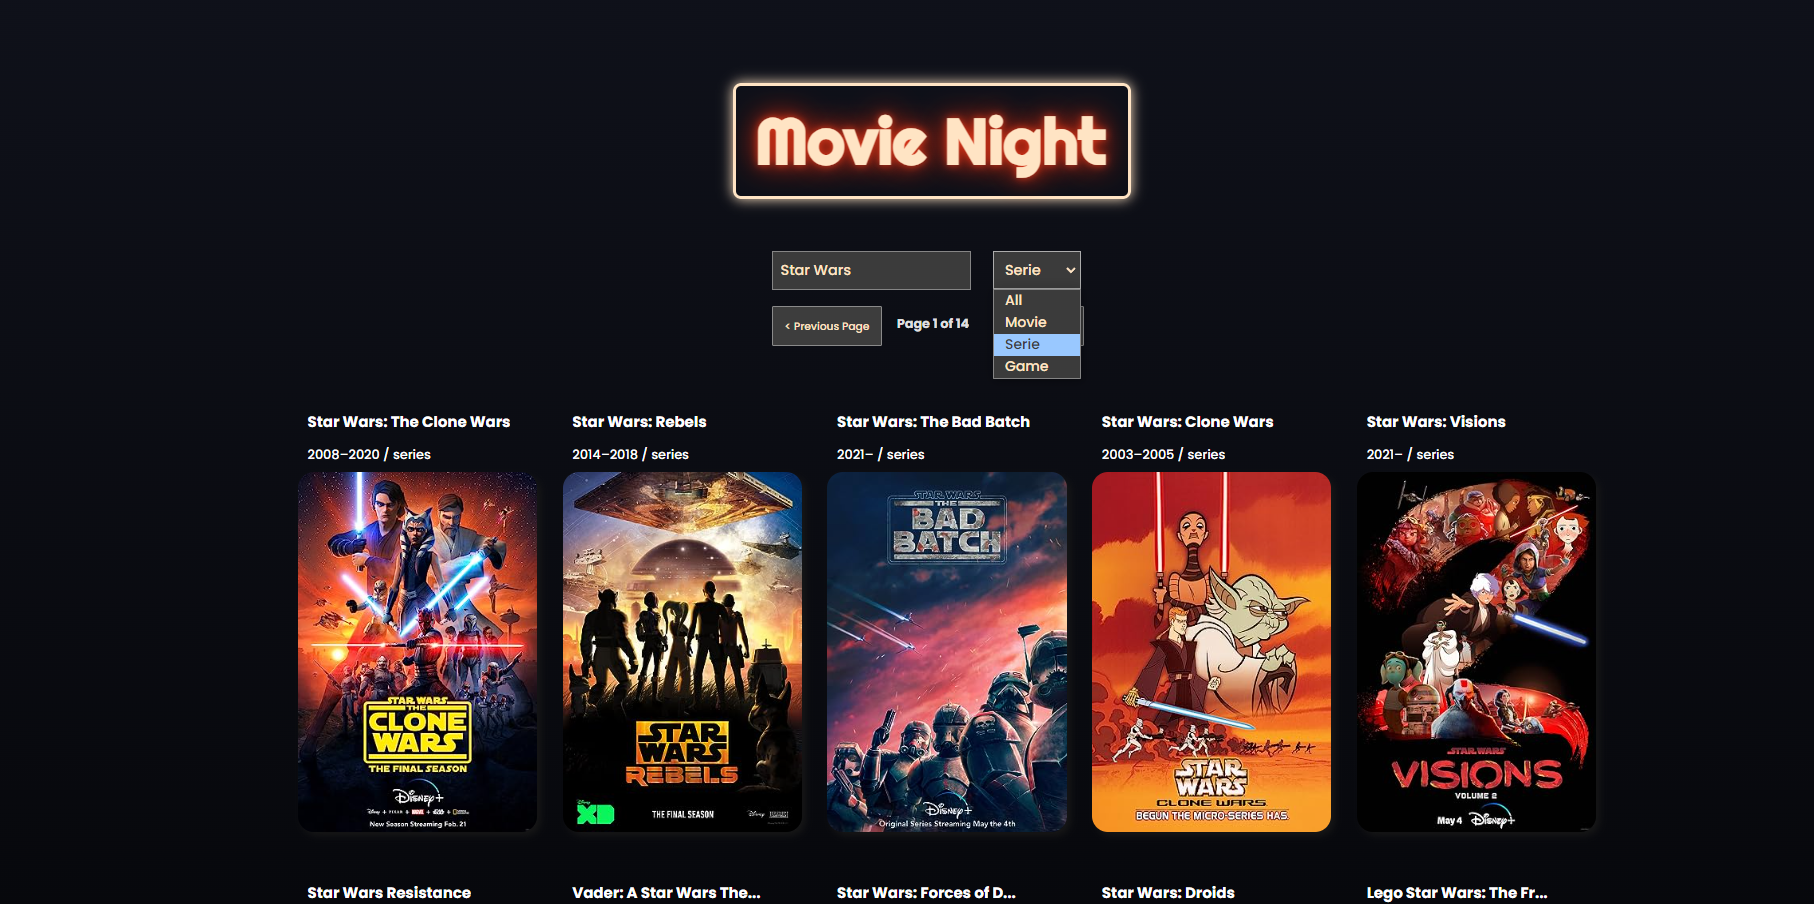 Movie Night
Star Wars
Serie
All
Movie
Serie
Game
< Previous Page
Page 1 of 14
Star Wars: The Clone Wars
2008–2020 / series
Star Wars: Rebels
2014–2018 / series
Star Wars: The Bad Batch
2021– / series
Star Wars: Clone Wars
2003–2005 / series
Star Wars: Visions
2021– / series
STAR WARS
THE
CLONE
WARS
THE FINAL SEASON
Disney+
New Season Streaming Feb. 21
STAR
WARS
REBELS
XD
THE FINAL SEASON
STAR WARS
THE
BAD
BATCH
Disney+
Original Series Streaming May the 4th
STAR
WARS
CLONE WARS
BEGUN THE MICRO-SERIES HAS
STAR WARS
VISIONS
VOLUME 2
May 4 Disney+
Star Wars Resistance
Vader: A Star Wars The...
Star Wars: Forces of D...
Star Wars: Droids
Lego Star Wars: The Fr...